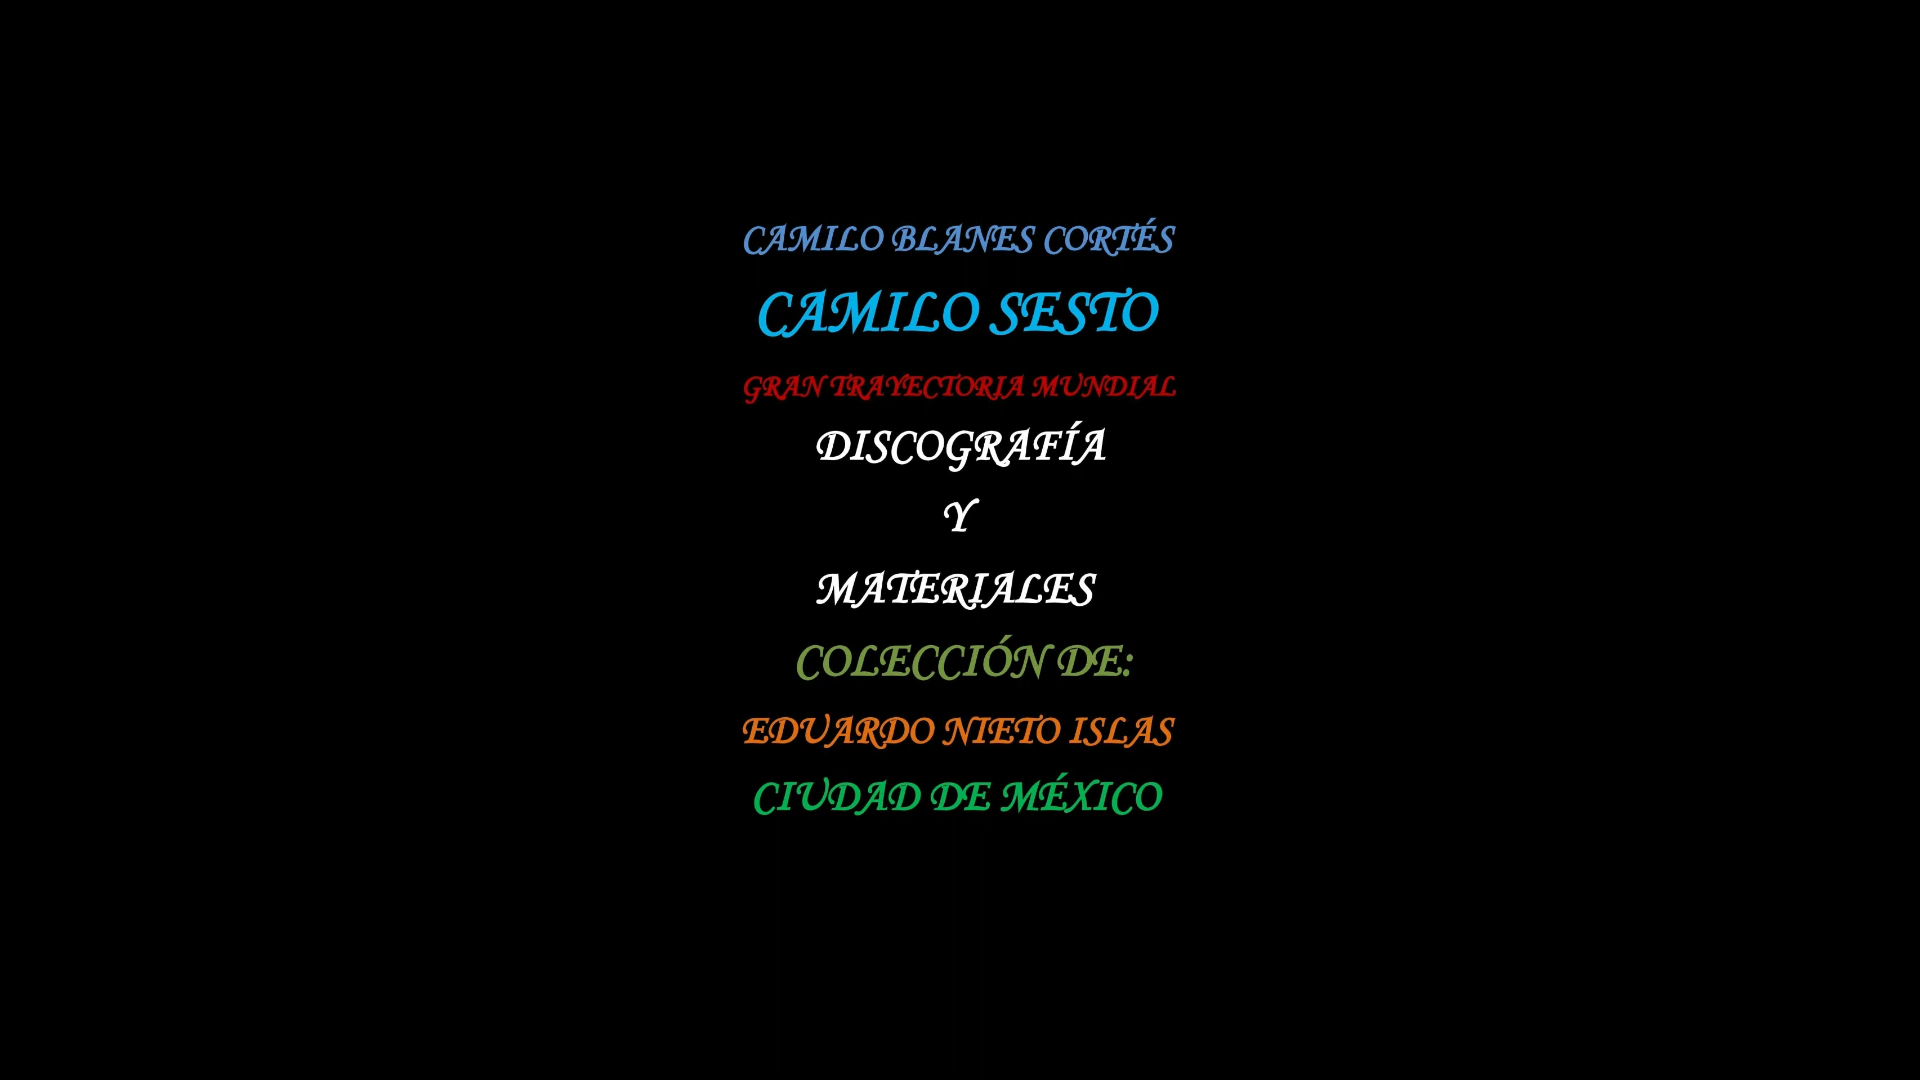 CAMILO BLANES CORTÉS
CAMILO SESTO
GRAN TRAYECTORIA MUNDIAL
DISCOGRAFÍA
Y
MATERIALES
COLECCIÓN DE:
EDUARDO NIETO ISLAS
CIUDAD DE MÉXICO